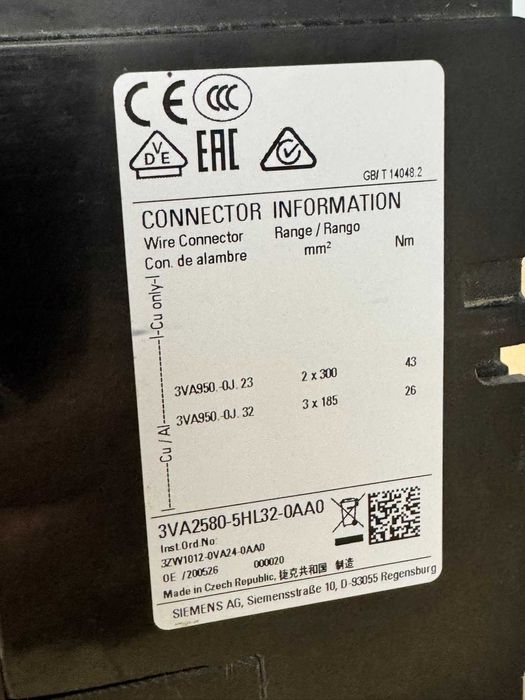 CE CCC
VDE EAC
GB/T 14048.2
CONNECTOR INFORMATION
Wire Connector Range / Rango Nm
Con. de alambre mm²
Cu only
3VA950.-0J. 23 2 x 300 43
3VA950.-0J. 32 3 x 185 26
Cu / Al
3VA2580-5HL32-0AA0
Inst.Ord.No:
3ZW1012-0VA24-0AA0
0E /200526 000020
Made in Czech Republic, 捷克共和国 制造
SIEMENS AG, Siemensstraße 10, D-93055 Regensburg